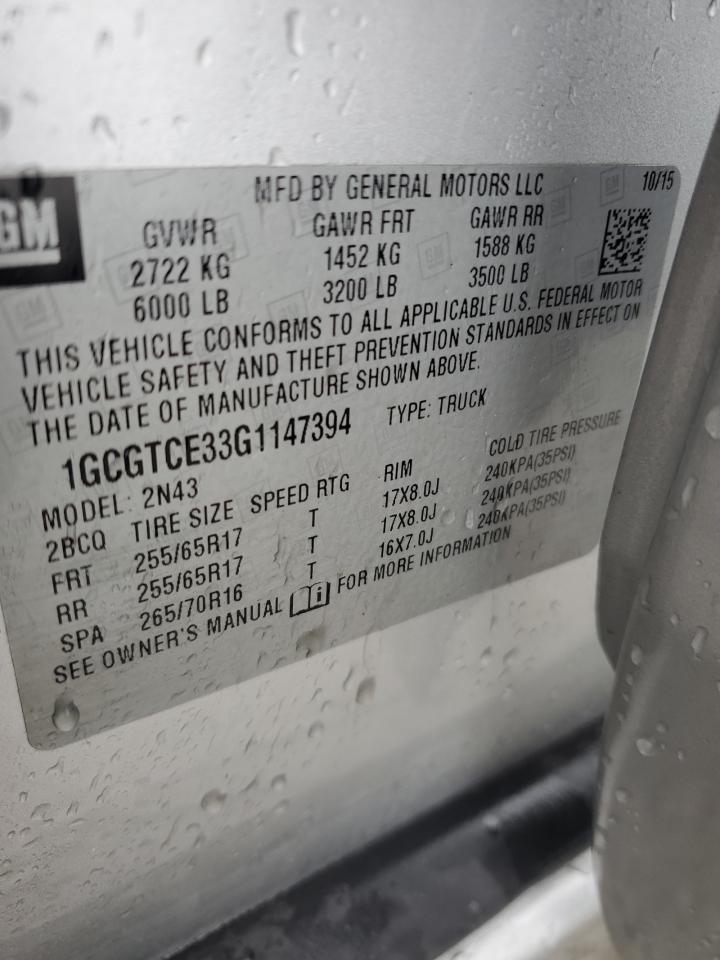 GM
MFD BY GENERAL MOTORS LLC 10/15
GVWR GAWR FRT GAWR RR
2722 KG 1452 KG 1588 KG
6000 LB 3200 LB 3500 LB
THIS VEHICLE CONFORMS TO ALL APPLICABLE U.S. FEDERAL MOTOR
VEHICLE SAFETY AND THEFT PREVENTION STANDARDS IN EFFECT ON
THE DATE OF MANUFACTURE SHOWN ABOVE.
1GCGTCE33G1147394 TYPE: TRUCK
MODEL: 2N43
2BCQ TIRE SIZE SPEED RTG RIM COLD TIRE PRESSURE
FRT 255/65R17 T 17X8.0J 240KPA(35PSI)
RR 255/65R17 T 17X8.0J 240KPA(35PSI)
SPA 265/70R16 T 16X7.0J 240KPA(35PSI)
SEE OWNER'S MANUAL i FOR MORE INFORMATION